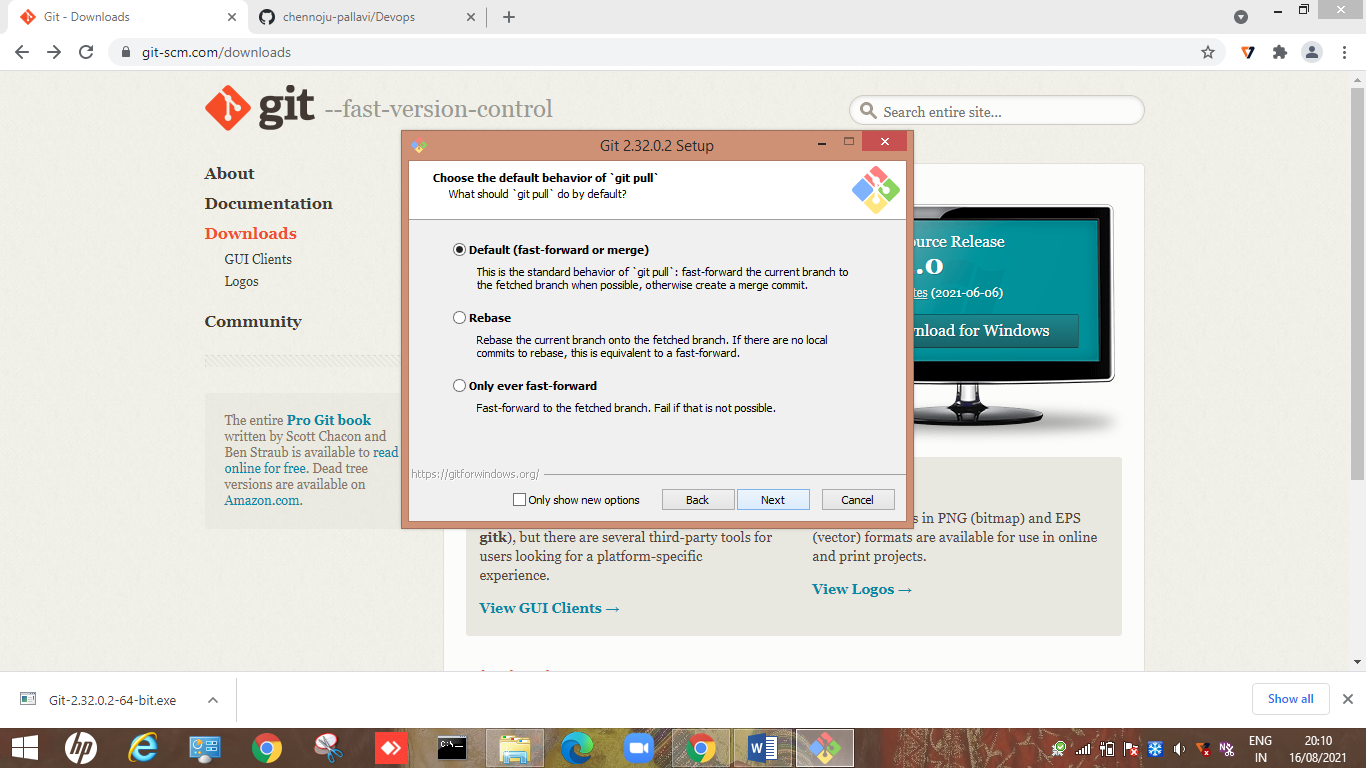 Git - Downloads
chennoju-pallavi/Devops
git-scm.com/downloads
git --fast-version-control
Search entire site...
About
Documentation
Downloads
GUI Clients
Logos
Community
The entire Pro Git book
written by Scott Chacon and
Ben Straub is available to read
online for free. Dead tree
versions are available on
Amazon.com.
Git 2.32.0.2 Setup
Choose the default behavior of `git pull`
What should `git pull` do by default?
Default (fast-forward or merge)
This is the standard behavior of `git pull`: fast-forward the current branch to
the fetched branch when possible, otherwise create a merge commit.
Rebase
Rebase the current branch onto the fetched branch. If there are no local
commits to rebase, this is equivalent to a fast-forward.
Only ever fast-forward
Fast-forward to the fetched branch. Fail if that is not possible.
https://gitforwindows.org/
Only show new options
Back
Next
Cancel
urce Release
.0
tes (2021-06-06)
nload for Windows
gitk), but there are several third-party tools for
users looking for a platform-specific
experience.
View GUI Clients →
s in PNG (bitmap) and EPS
(vector) formats are available for use in online
and print projects.
View Logos →
Git-2.32.0.2-64-bit.exe
Show all
hp
C:\
ENG
IN
20:10
16/08/2021